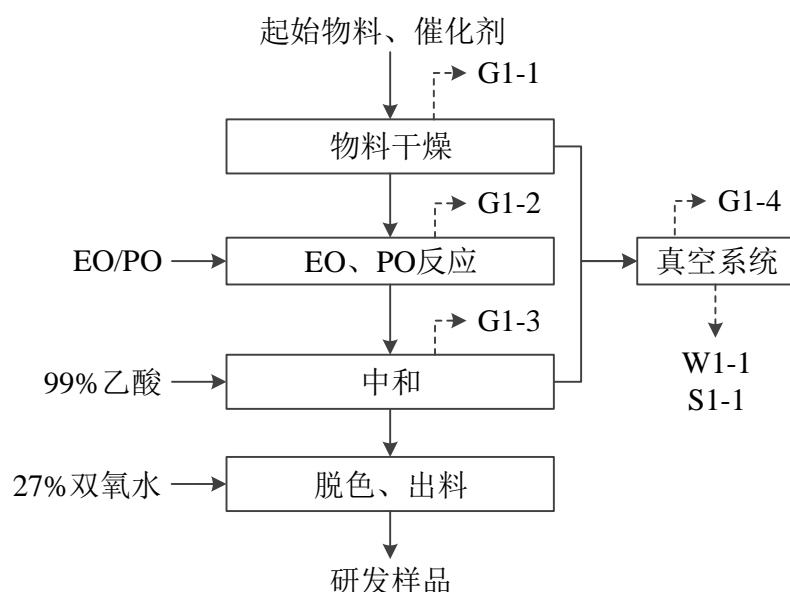 起始物料、催化剂
G1-1
物料干燥
G1-2
G1-4
EO/PO
EO、PO反应
真空系统
G1-3
W1-1
S1-1
99%乙酸
中和
27%双氧水
脱色、出料
研发样品